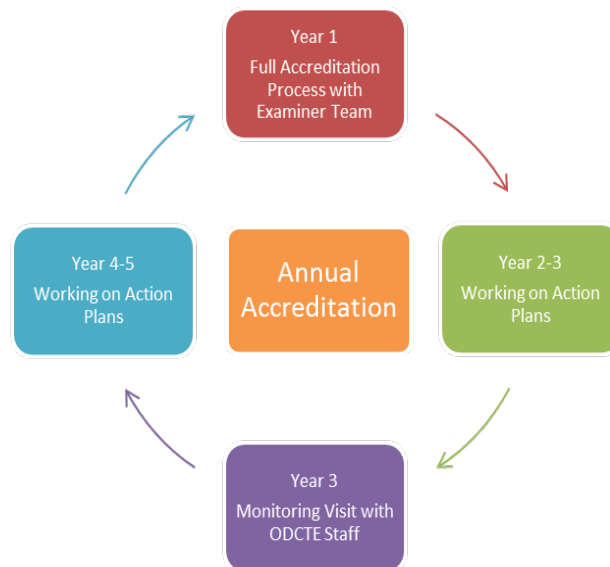 Year 1
Full Accreditation
Process with
Examiner Team
Year 2-3
Working on Action
Plans
Year 3
Monitoring Visit with
ODCTE Staff
Year 4-5
Working on Action
Plans
Annual
Accreditation